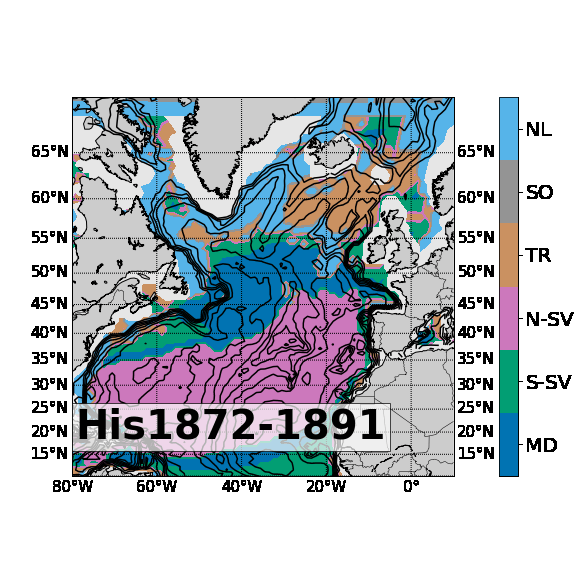 65°N 65°N
60°N 60°N
55°N 55°N
50°N 50°N
45°N 45°N
40°N 40°N
35°N 35°N
30°N 30°N
25°N 25°N
20°N 20°N
15°N 15°N
His1872-1891
80°W 60°W 40°W 20°W 0°
NL
SO
TR
N-SV
S-SV
MD